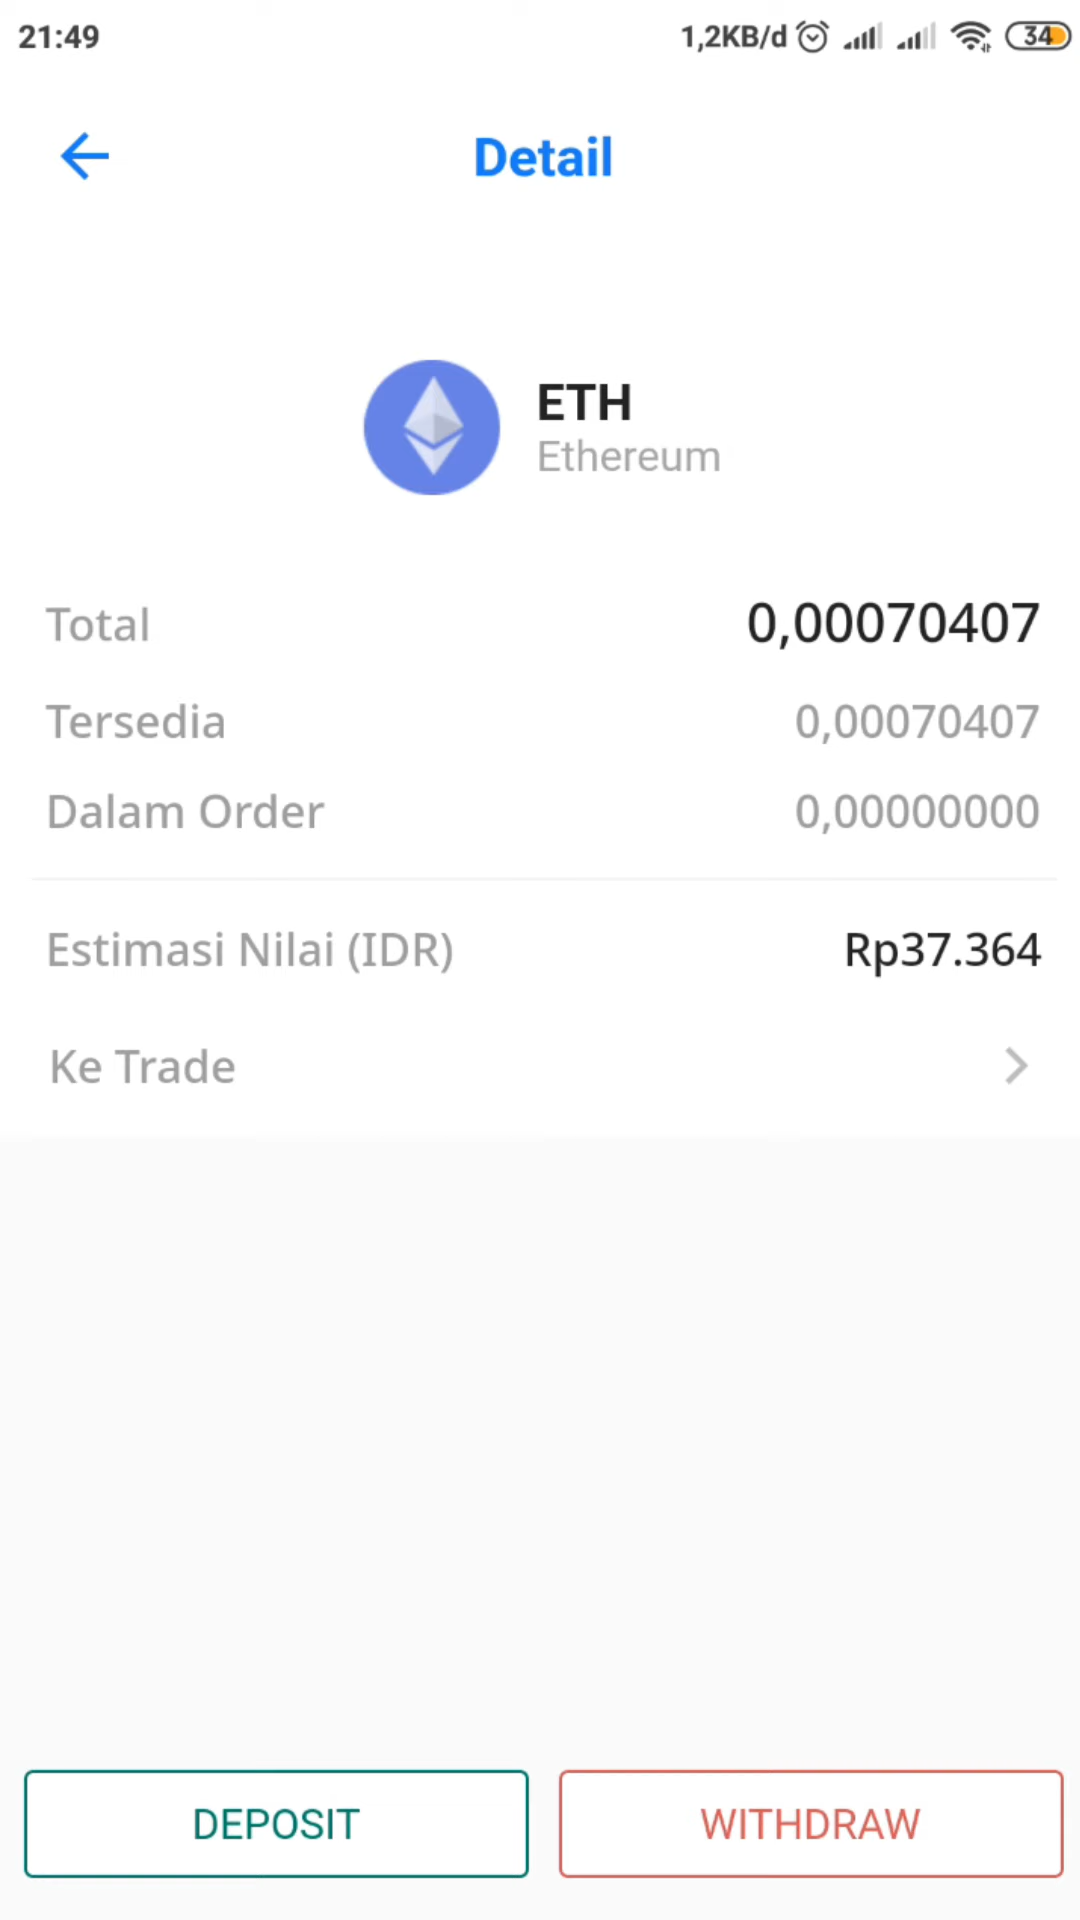 21:49 1,2KB/d 34
Detail
ETH
Ethereum
Total 0,00070407
Tersedia 0,00070407
Dalam Order 0,00000000
Estimasi Nilai (IDR) Rp37.364
Ke Trade
DEPOSIT WITHDRAW